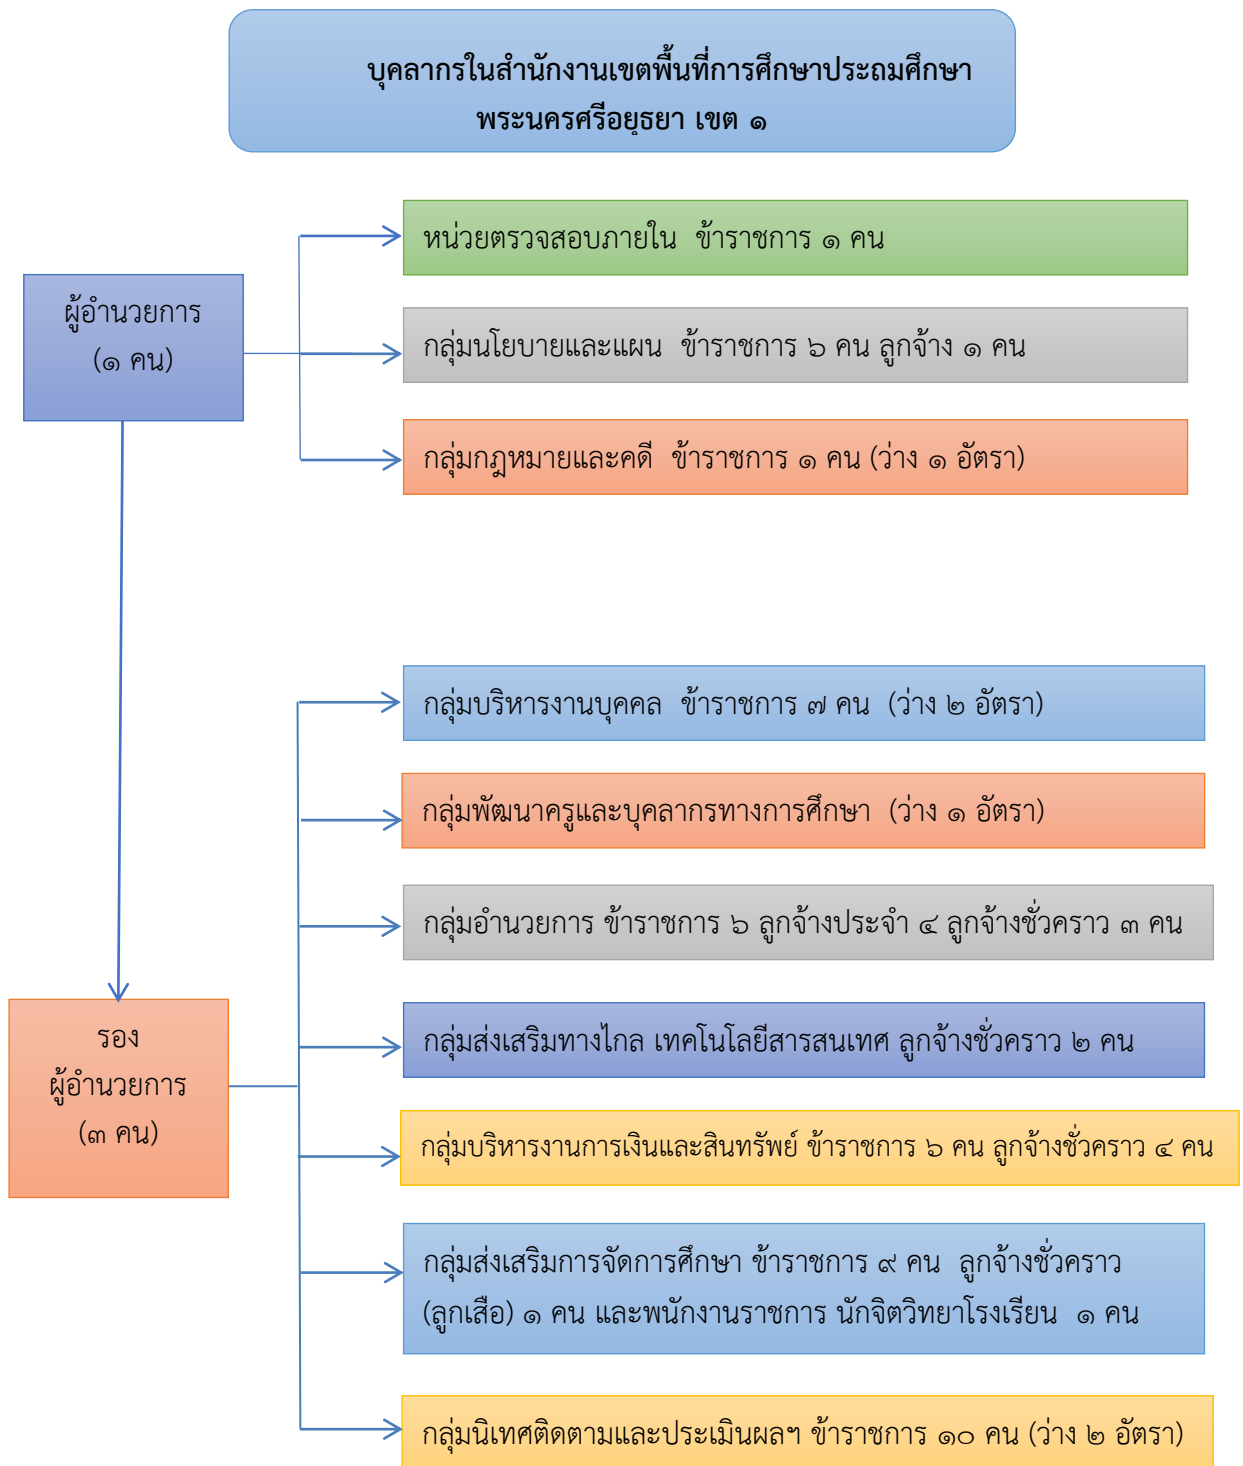 บุคลากรในสำนักงานเขตพื้นที่การศึกษาประถมศึกษา
พระนครศรีอยุธยา เขต ๑
หน่วยตรวจสอบภายใน ข้าราชการ ๑ คน
ผู้อำนวยการ
(๑ คน)
กลุ่มนโยบายและแผน ข้าราชการ ๖ คน ลูกจ้าง ๑ คน
กลุ่มกฎหมายและคดี ข้าราชการ ๑ คน (ว่าง ๑ อัตรา)
กลุ่มบริหารงานบุคคล ข้าราชการ ๗ คน (ว่าง ๒ อัตรา)
กลุ่มพัฒนาครูและบุคลากรทางการศึกษา (ว่าง ๑ อัตรา)
กลุ่มอำนวยการ ข้าราชการ ๖ ลูกจ้างประจำ ๔ ลูกจ้างชั่วคราว ๓ คน
รอง
ผู้อำนวยการ
(๓ คน)
กลุ่มส่งเสริมทางไกล เทคโนโลยีสารสนเทศ ลูกจ้างชั่วคราว ๒ คน
กลุ่มบริหารงานการเงินและสินทรัพย์ ข้าราชการ ๖ คน ลูกจ้างชั่วคราว ๔ คน
กลุ่มส่งเสริมการจัดการศึกษา ข้าราชการ ๙ คน ลูกจ้างชั่วคราว
(ลูกเสือ) ๑ คน และพนักงานราชการ นักจิตวิทยาโรงเรียน ๑ คน
กลุ่มนิเทศติดตามและประเมินผลฯ ข้าราชการ ๑๐ คน (ว่าง ๒ อัตรา)